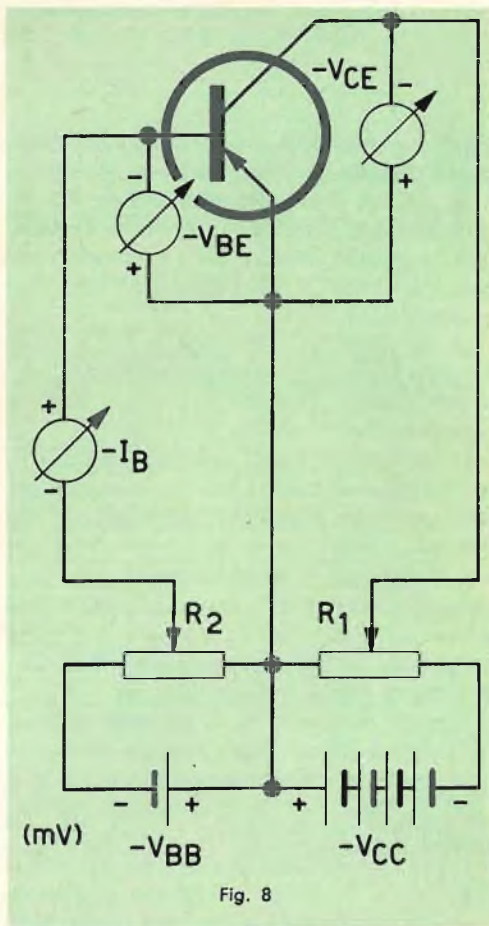 -VCE
-
+
-
-VBE
+
+
-IB
-
R2
R1
-
+
+
-
(mV)
-VBB
-VCC
Fig. 8